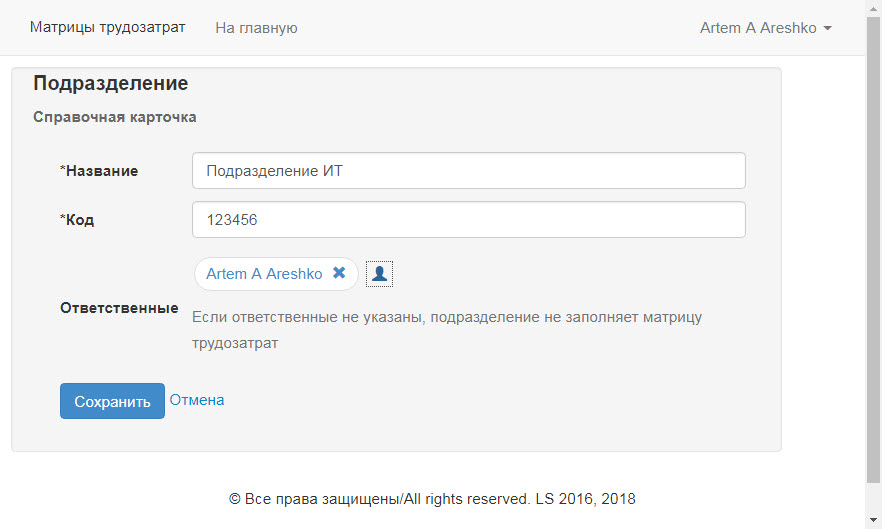 Матрицы трудозатрат На главную Artem A Areshko
Подразделение
Справочная карточка
*Название Подразделение ИТ
*Код 123456
Artem A Areshko
Ответственные
Если ответственные не указаны, подразделение не заполняет матрицу
трудозатрат
Сохранить Отмена
© Все права защищены/All rights reserved. LS 2016, 2018